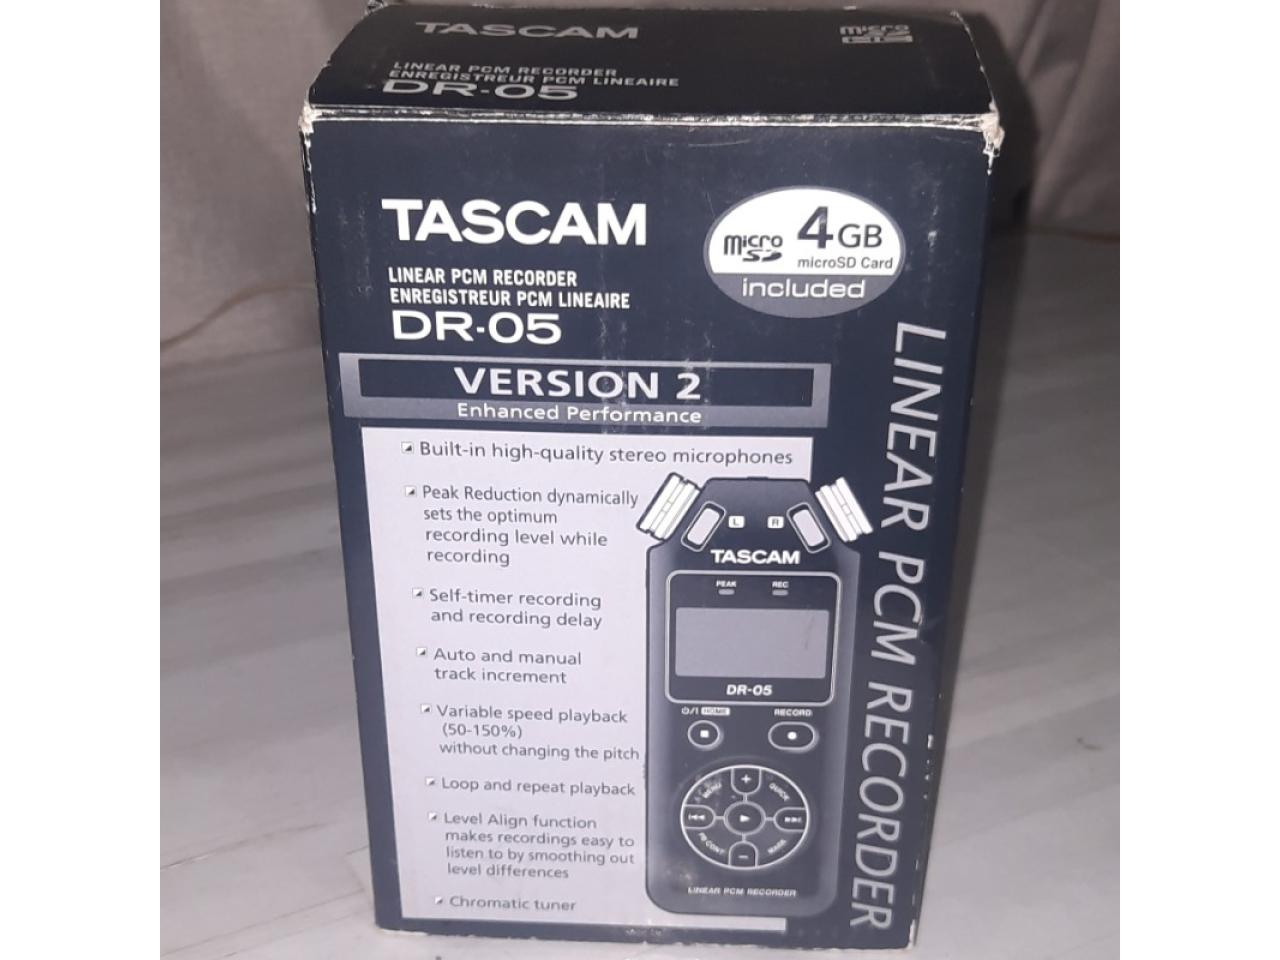 TASCAM
micro SD
LINEAR PCM RECORDER
ENREGISTREUR PCM LINEAIRE
DR-05
TASCAM
micro SD 4GB
microSD Card
included
LINEAR PCM RECORDER
ENREGISTREUR PCM LINEAIRE
DR-05
VERSION 2
Enhanced Performance
Built-in high-quality stereo microphones
Peak Reduction dynamically
sets the optimum
recording level while
recording
Self-timer recording
and recording delay
Auto and manual
track increment
Variable speed playback
(50-150%)
without changing the pitch
Loop and repeat playback
Level Align function
makes recordings easy to
listen to by smoothing out
level differences
Chromatic tuner
L R
TASCAM
PEAK REC
DR-05
HOME RECORD
MENU QUICK
PB CONT MARK
LINEAR PCM RECORDER
LINEAR PCM RECORDER